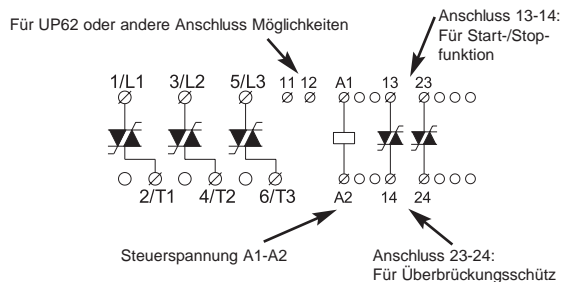 Für UP62 oder andere Anschluss Möglichkeiten
Anschluss 13-14:
Für Start-/Stop-
funktion
1/L1 3/L2 5/L3 11 12 A1 13 23
2/T1 4/T2 6/T3 A2 14 24
Steuerspannung A1-A2
Anschluss 23-24:
Für Überbrückungsschütz